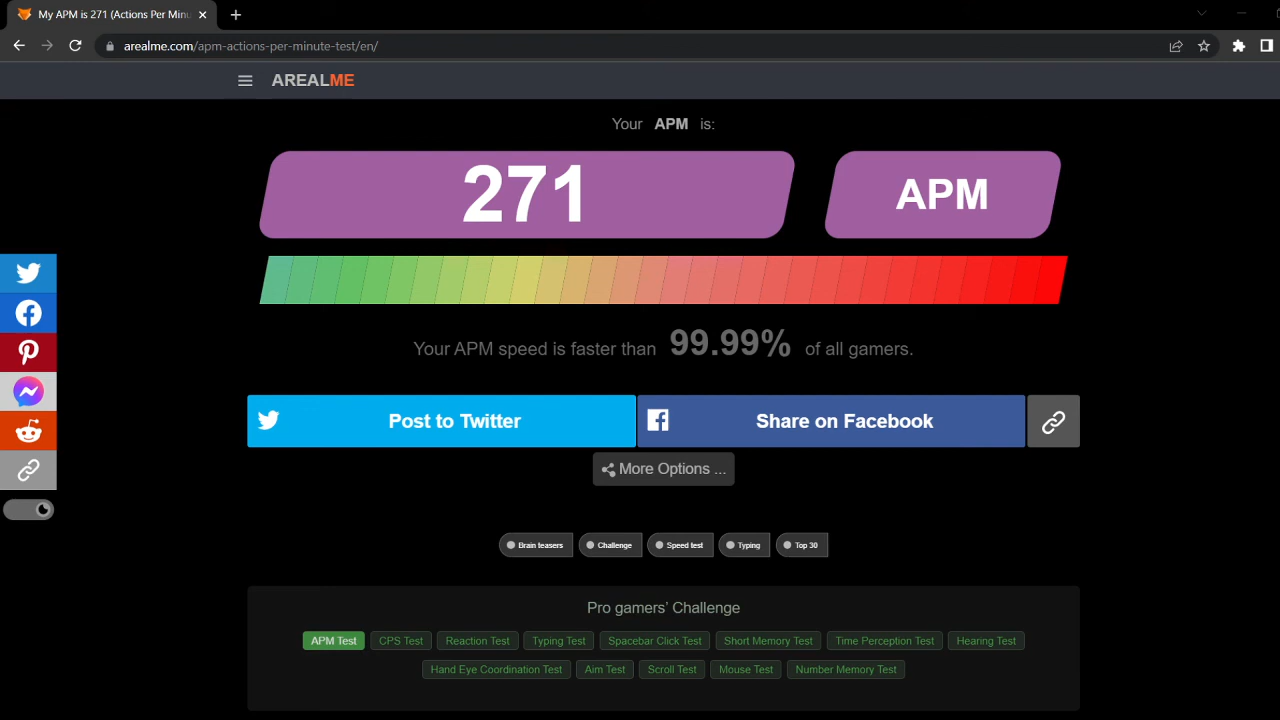 My APM is 271 (Actions Per Minu
arealme.com/apm-actions-per-minute-test/en/
AREALME
Your APM is:
271
APM
Your APM speed is faster than 99.99% of all gamers.
Post to Twitter
Share on Facebook
More Options ...
Brain teasers
Challenge
Speed test
Typing
Top 30
Pro gamers’ Challenge
APM Test
CPS Test
Reaction Test
Typing Test
Spacebar Click Test
Short Memory Test
Time Perception Test
Hearing Test
Hand Eye Coordination Test
Aim Test
Scroll Test
Mouse Test
Number Memory Test